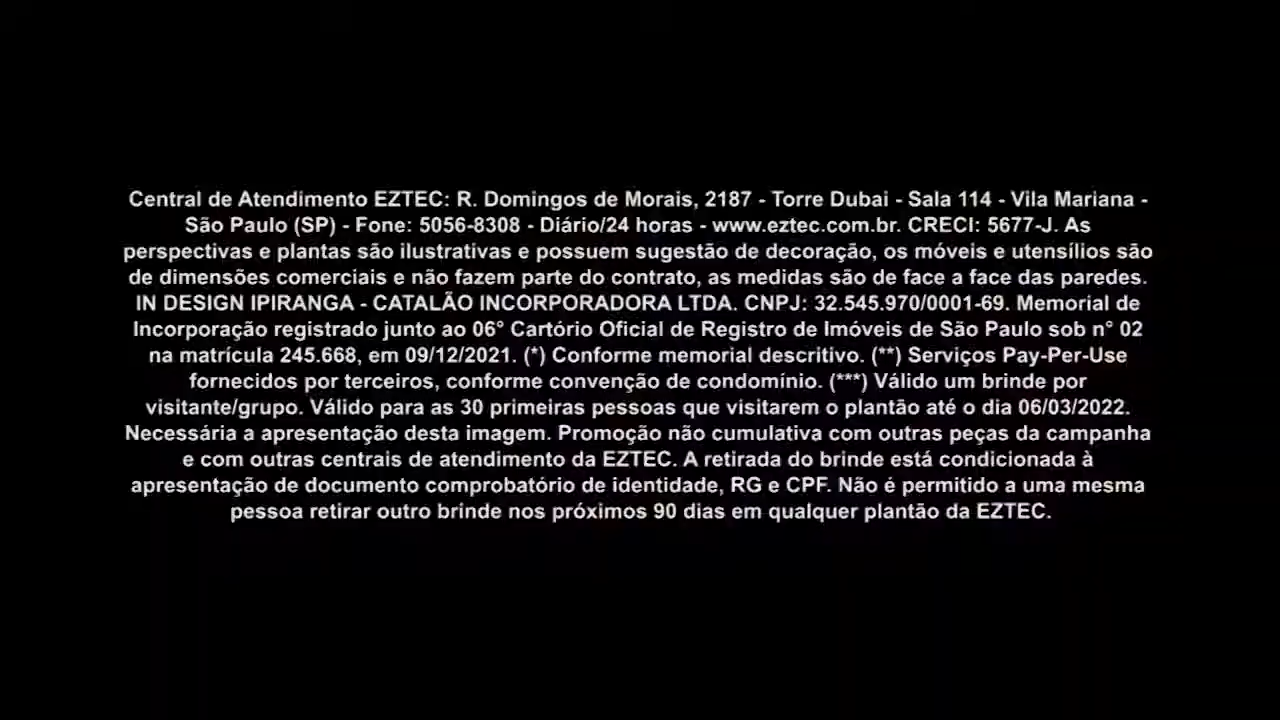 Central de Atendimento EZTEC: R. Domingos de Morais, 2187 - Torre Dubai - Sala 114 - Vila Mariana -
São Paulo (SP) - Fone: 5056-8308 - Diário/24 horas - www.eztec.com.br. CRECI: 5677-J. As
perspectivas e plantas são ilustrativas e possuem sugestão de decoração, os móveis e utensílios são
de dimensões comerciais e não fazem parte do contrato, as medidas são de face a face das paredes.
IN DESIGN IPIRANGA - CATALÃO INCORPORADORA LTDA. CNPJ: 32.545.970/0001-69. Memorial de
Incorporação registrado junto ao 06° Cartório Oficial de Registro de Imóveis de São Paulo sob n° 02
na matrícula 245.668, em 09/12/2021. (*) Conforme memorial descritivo. (**) Serviços Pay-Per-Use
fornecidos por terceiros, conforme convenção de condomínio. (***) Válido um brinde por
visitante/grupo. Válido para as 30 primeiras pessoas que visitarem o plantão até o dia 06/03/2022.
Necessária a apresentação desta imagem. Promoção não cumulativa com outras peças da campanha
e com outras centrais de atendimento da EZTEC. A retirada do brinde está condicionada à
apresentação de documento comprobatório de identidade, RG e CPF. Não é permitido a uma mesma
pessoa retirar outro brinde nos próximos 90 dias em qualquer plantão da EZTEC.